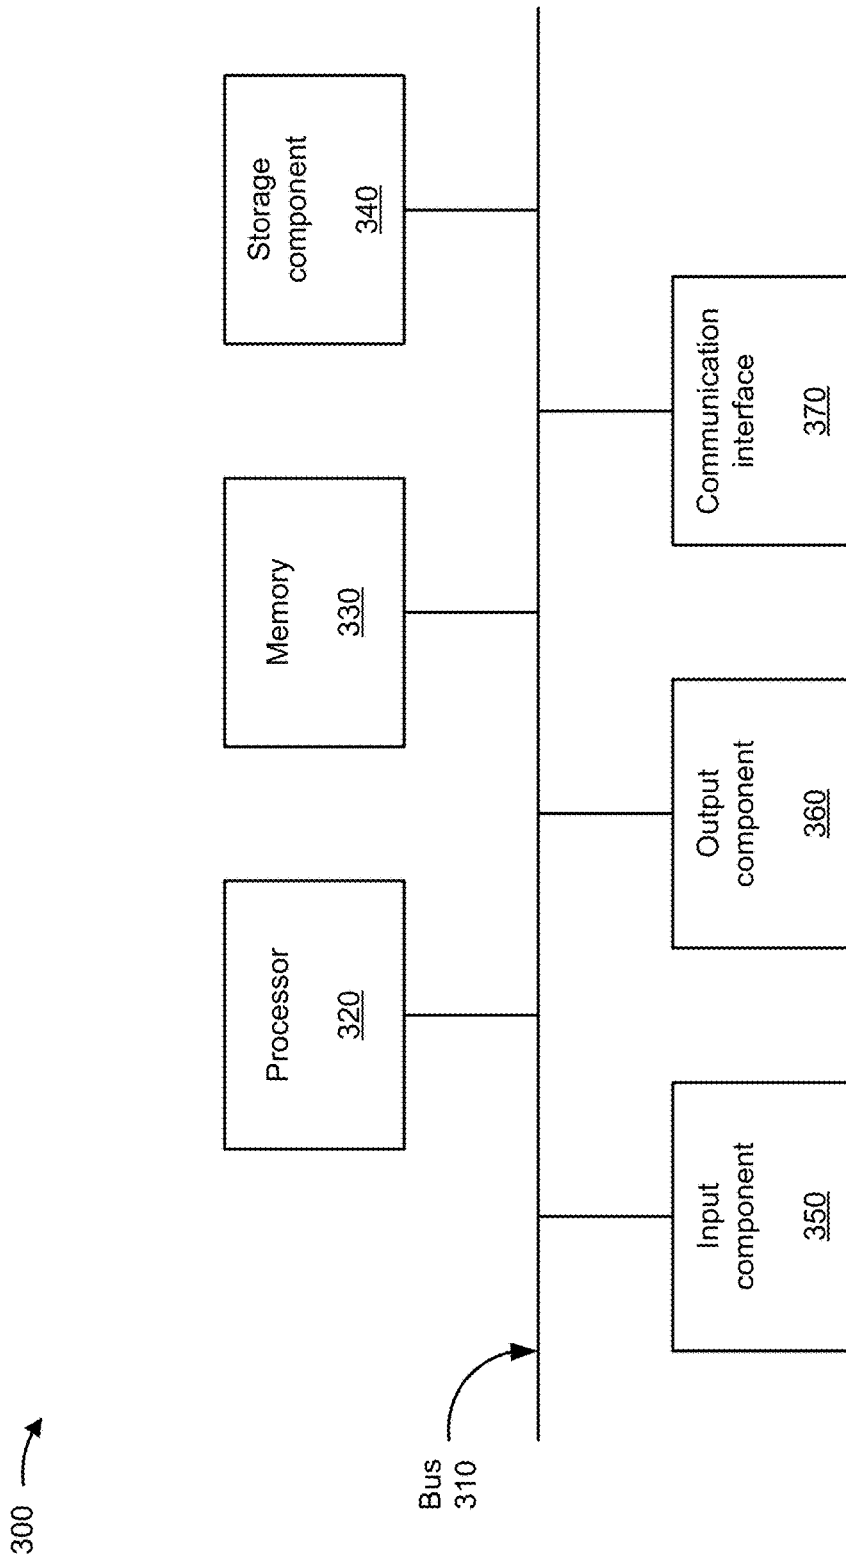 300
Processor
320
Memory
330
Storage
component
340
Bus
310
Input
component
350
Output
component
360
Communication
interface
370